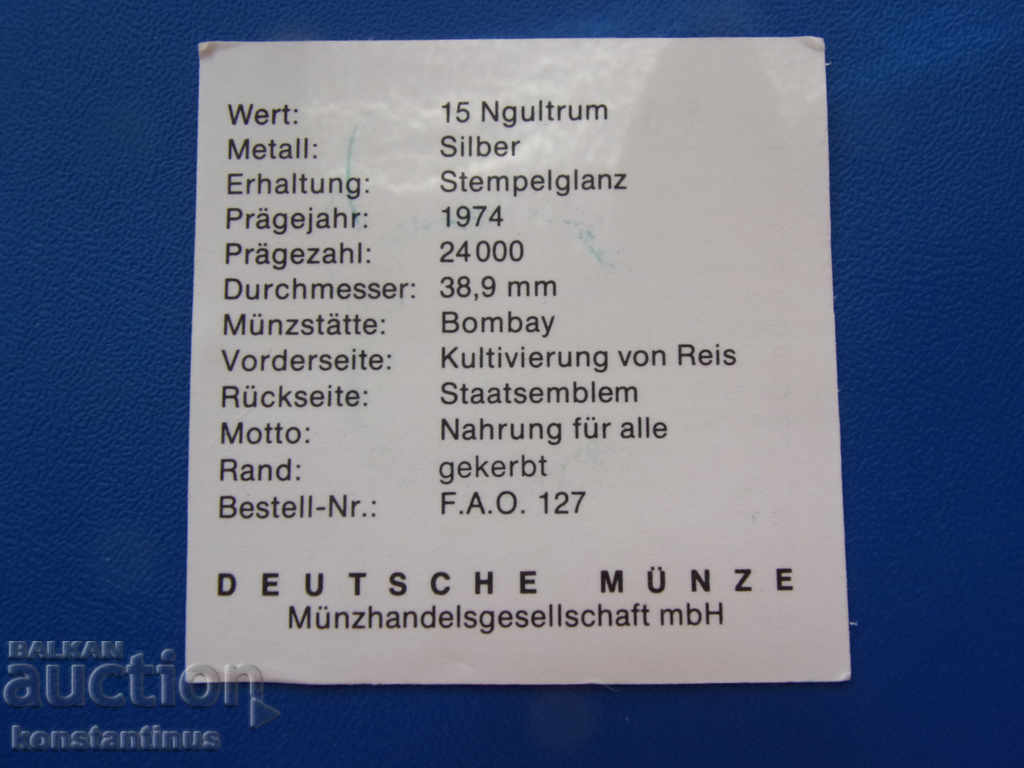 Wert: 15 Ngultrum
Metall: Silber
Erhaltung: Stempelglanz
Prägejahr: 1974
Prägezahl: 24000
Durchmesser: 38,9 mm
Münzstätte: Bombay
Vorderseite: Kultivierung von Reis
Rückseite: Staatsemblem
Motto: Nahrung für alle
Rand: gekerbt
Bestell-Nr.: F.A.O. 127
DEUTSCHE MÜNZE
Münzhandelsgesellschaft mbH
BALKAN
auction
konstantinus